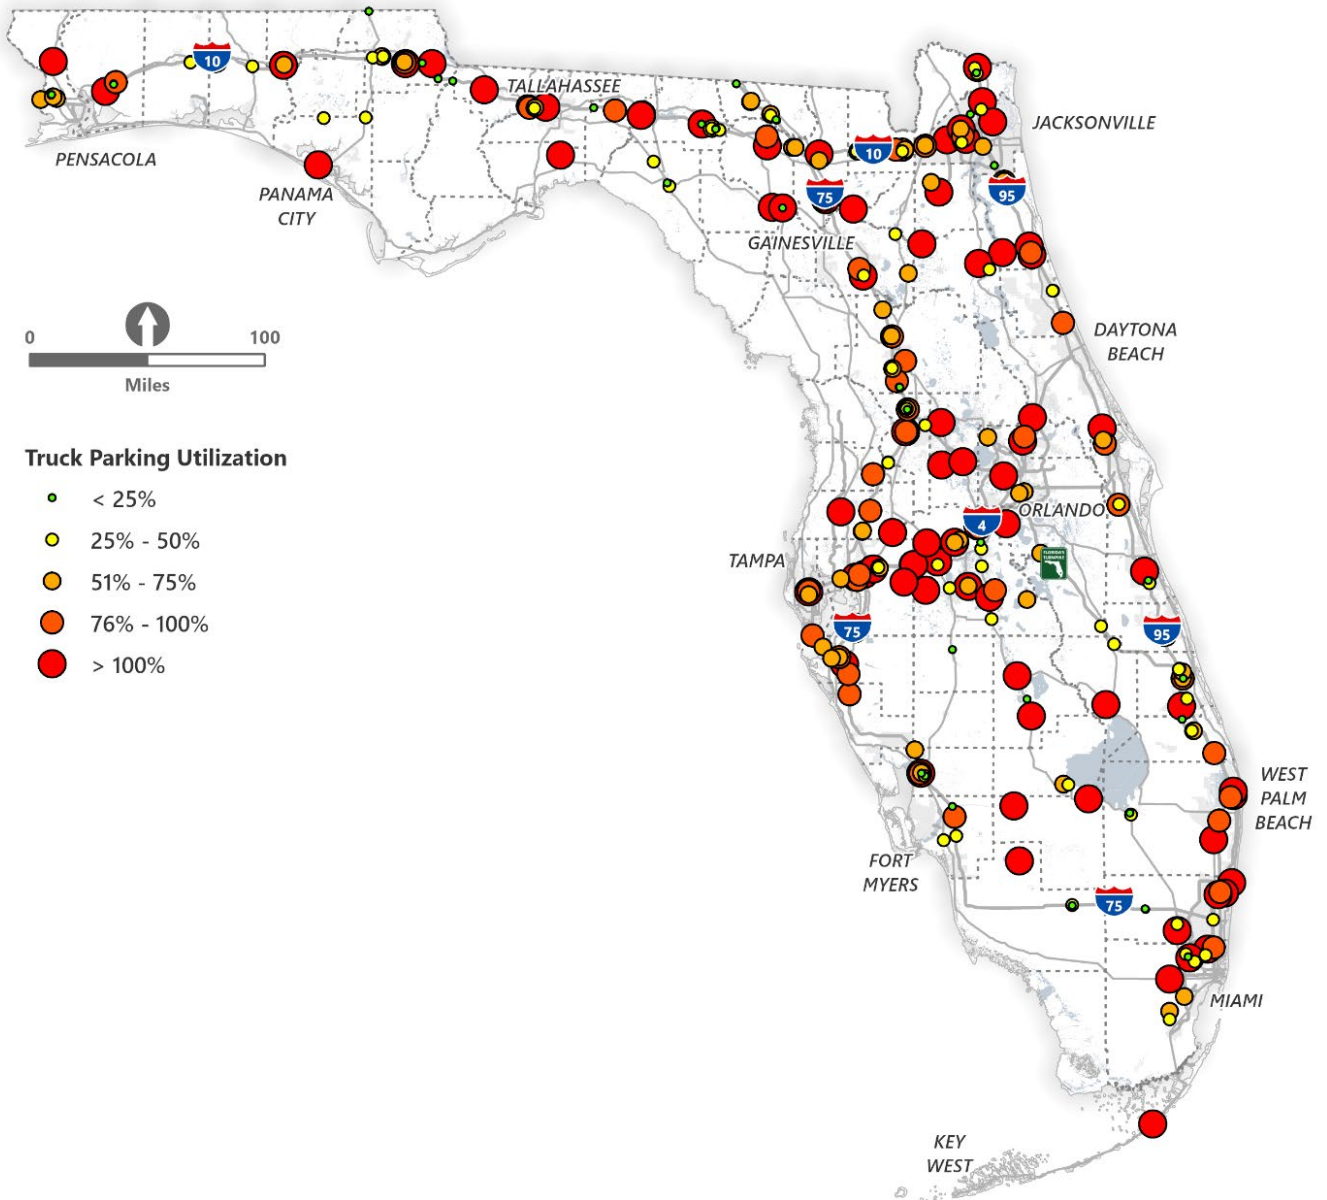 10
TALLAHASSEE
JACKSONVILLE
PENSACOLA
10
PANAMA
CITY
75
95
GAINESVILLE
0
100
Miles
DAYTONA
BEACH
Truck Parking Utilization
< 25%
25% - 50%
51% - 75%
76% - 100%
> 100%
ORLANDO
4
TAMPA
75
95
WEST
PALM
BEACH
FORT
MYERS
75
MIAMI
KEY
WEST